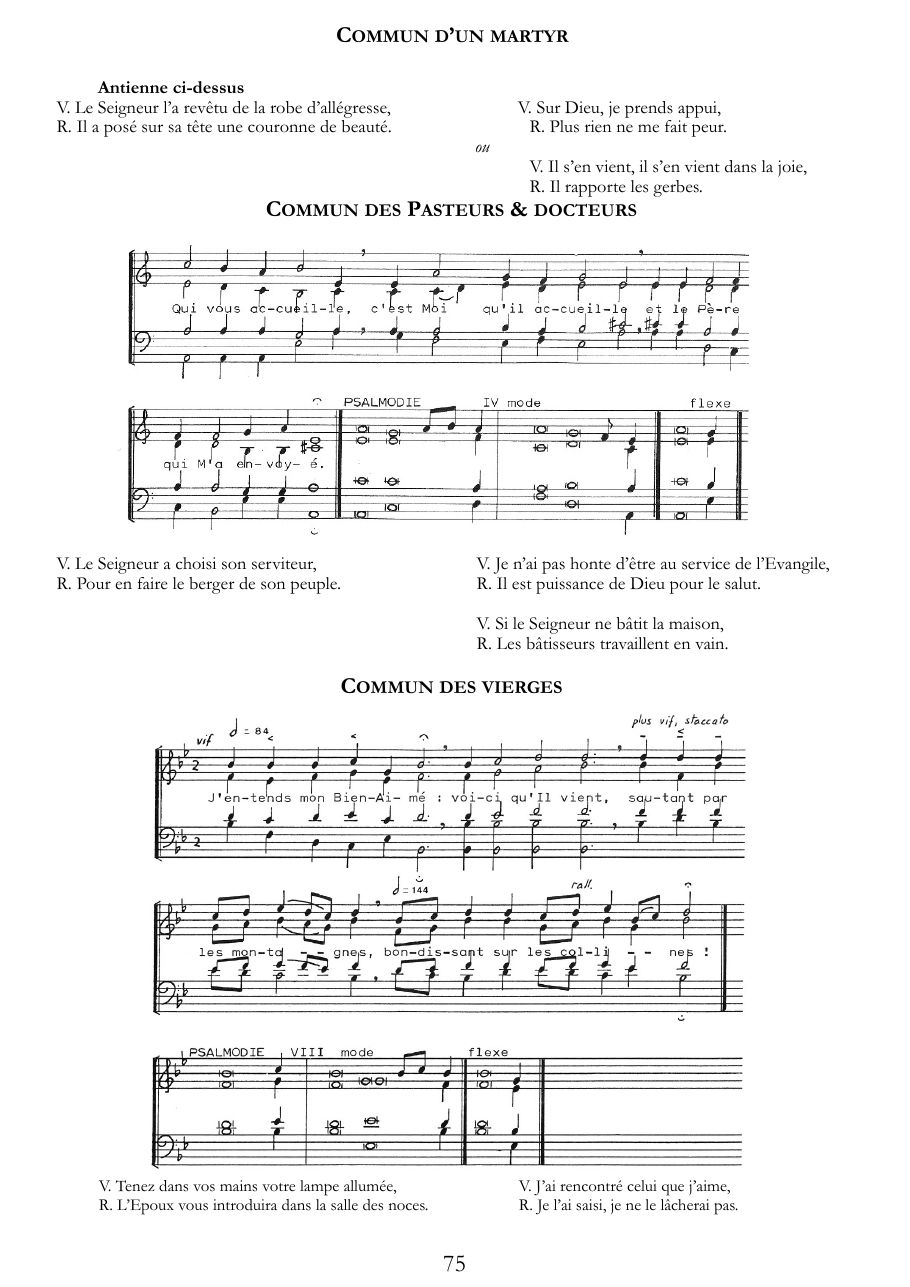 COMMUN D’UN MARTYR
Antienne ci-dessus
V. Le Seigneur l’a revêtu de la robe d’allégresse,
R. Il a posé sur sa tête une couronne de beauté.
V. Sur Dieu, je prends appui,
R. Plus rien ne me fait peur.
ou
V. Il s’en vient, il s’en vient dans la joie,
R. Il rapporte les gerbes.
COMMUN DES PASTEURS & DOCTEURS
Qui vous ac-cueil-le, c'est Moi qu'il ac-cueil-le et le Pè-re
PSALMODIE IV mode flexe
qui M'a en-voy-é.
V. Le Seigneur a choisi son serviteur,
R. Pour en faire le berger de son peuple.
V. Je n’ai pas honte d’être au service de l’Evangile,
R. Il est puissance de Dieu pour le salut.
V. Si le Seigneur ne bâtit la maison,
R. Les bâtisseurs travaillent en vain.
COMMUN DES VIERGES
vif = 84 plus vif, staccato
2
J'en-tends mon Bien-Ai-mé : voi-ci qu'Il vient, sau-tant par
2
= 144 rall.
les mon-ta - - gnes, bon-dis-sant sur les col-li - - nes !
PSALMODIE VIII mode flexe
V. Tenez dans vos mains votre lampe allumée,
R. L’Epoux vous introduira dans la salle des noces.
V. J’ai rencontré celui que j’aime,
R. Je l’ai saisi, je ne le lâcherai pas.
75